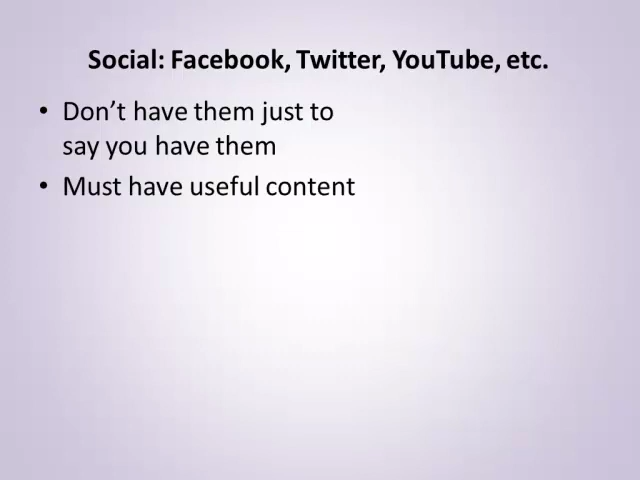 Social: Facebook, Twitter, YouTube, etc.
• Don’t have them just to
say you have them
• Must have useful content